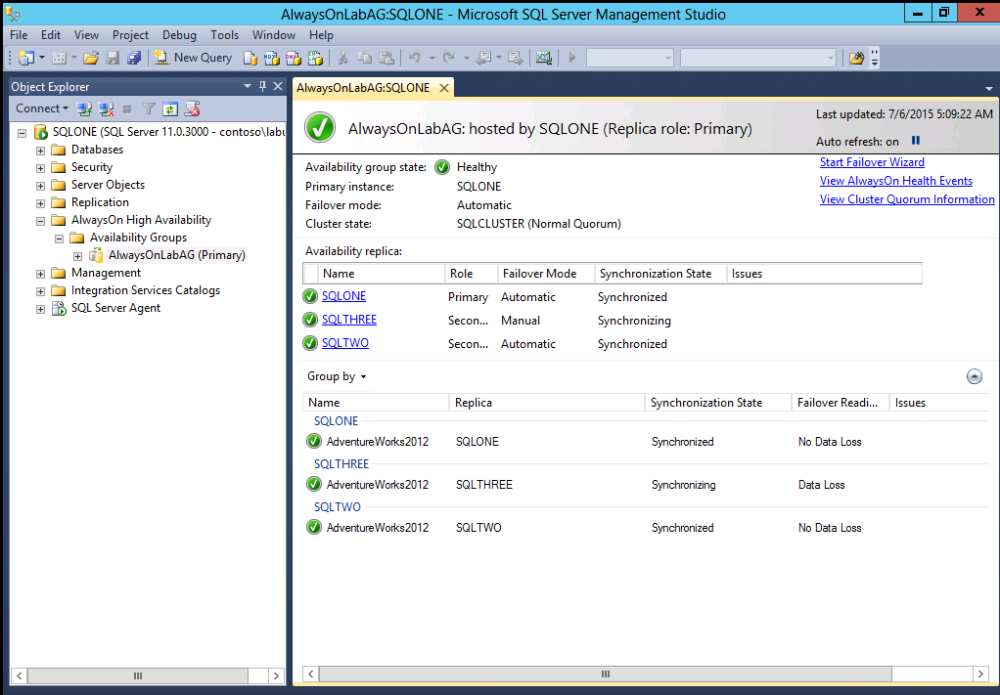 AlwaysOnLabAG:SQLONE - Microsoft SQL Server Management Studio
File Edit View Project Debug Tools Window Help
New Query
Object Explorer
Connect
SQLONE (SQL Server 11.0.3000 - contoso\labu
Databases
Security
Server Objects
Replication
AlwaysOn High Availability
Availability Groups
AlwaysOnLabAG (Primary)
Management
Integration Services Catalogs
SQL Server Agent
AlwaysOnLabAG:SQLONE
AlwaysOnLabAG: hosted by SQLONE (Replica role: Primary)
Last updated: 7/6/2015 5:09:22 AM
Auto refresh: on
Availability group state: Healthy
Primary instance: SQLONE
Failover mode: Automatic
Cluster state: SQLCLUSTER (Normal Quorum)
Start Failover Wizard
View AlwaysOn Health Events
View Cluster Quorum Information
Availability replica:
Name Role Failover Mode Synchronization State Issues
SQLONE Primary Automatic Synchronized
SQLTHREE Secon... Manual Synchronizing
SQLTWO Secon... Automatic Synchronized
Group by
Name Replica Synchronization State Failover Readi... Issues
SQLONE
AdventureWorks2012 SQLONE Synchronized No Data Loss
SQLTHREE
AdventureWorks2012 SQLTHREE Synchronizing Data Loss
SQLTWO
AdventureWorks2012 SQLTWO Synchronized No Data Loss